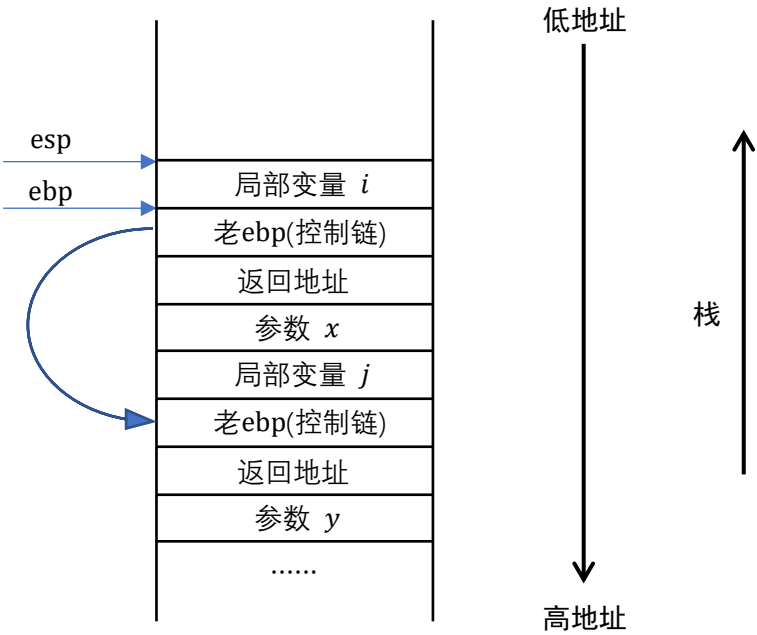 低地址
esp
局部变量 i
ebp
老ebp(控制链)
返回地址
参数 x
栈
局部变量 j
老ebp(控制链)
返回地址
参数 y
……
高地址